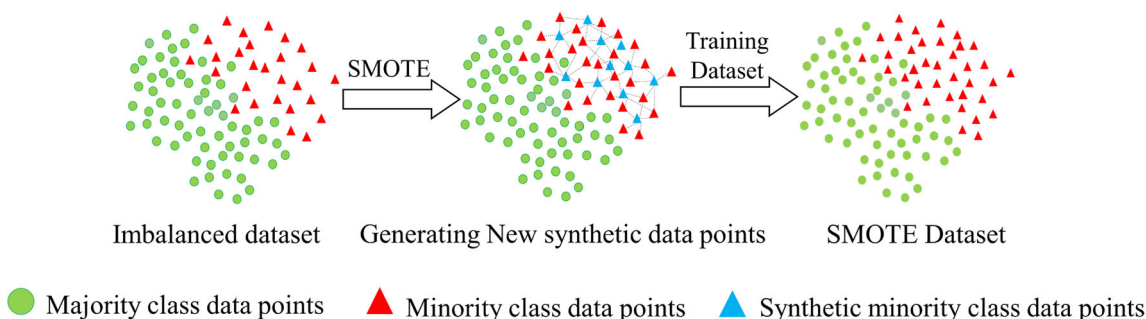 SMOTE
Training
Dataset
Imbalanced dataset
Generating New synthetic data points
SMOTE Dataset
Majority class data points
Minority class data points
Synthetic minority class data points